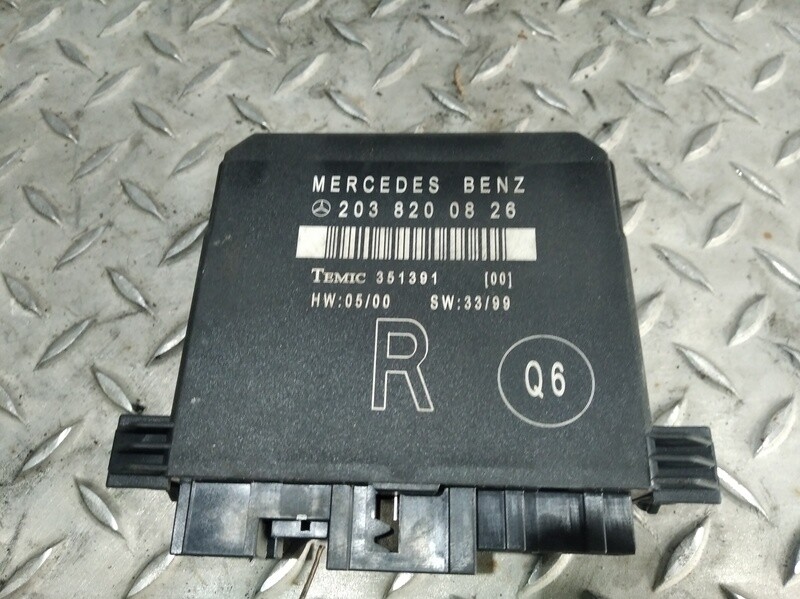 MERCEDES BENZ
203 820 08 26
TEMIC 351391 [00]
HW:05/00 SW:33/99
R
Q6